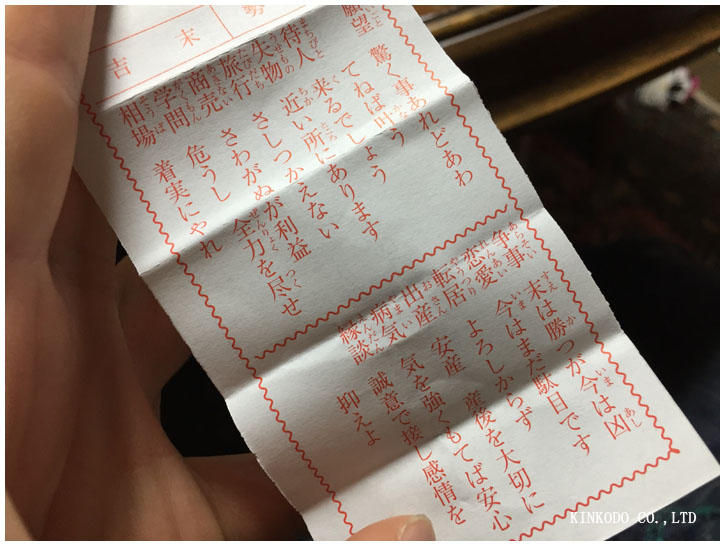 末吉
願望 驚く事あれどあわ
てねば叶う
待人 来るでしょう
失物 近い所にあります
旅行 さしつかえない
商売 さわがぬが利益
学問 危うし 全力を尽せ
相場 着実にやれ
争事 末は勝つが今は凶
恋愛 今はまだ駄目です
転居 よろしからず
出産 安産 産後を大切に
病気 気を強くもてば安心
縁談 誠意で接し感情を
抑えよ
KINKODO CO.,LTD